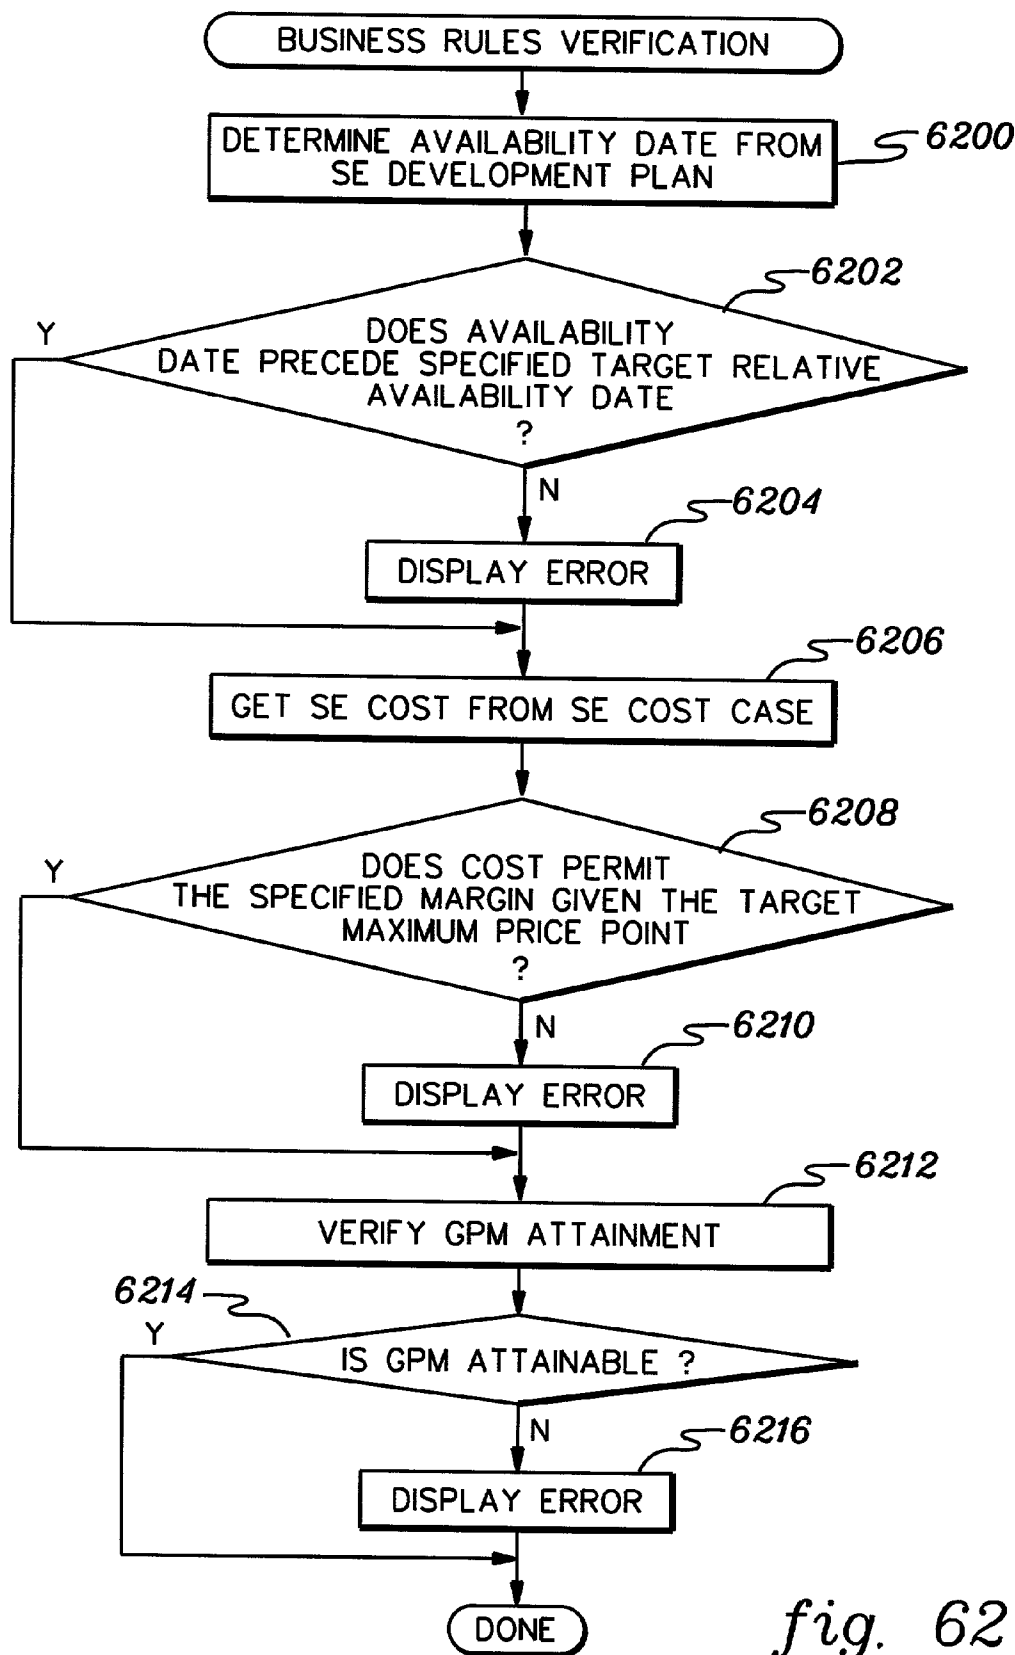 BUSINESS RULES VERIFICATION
DETERMINE AVAILABILITY DATE FROM
SE DEVELOPMENT PLAN
6200
6202
Y
DOES AVAILABILITY
DATE PRECEDE SPECIFIED TARGET RELATIVE
AVAILABILITY DATE
?
N
6204
DISPLAY ERROR
6206
GET SE COST FROM SE COST CASE
6208
Y
DOES COST PERMIT
THE SPECIFIED MARGIN GIVEN THE TARGET
MAXIMUM PRICE POINT
?
N
6210
DISPLAY ERROR
6212
VERIFY GPM ATTAINMENT
6214
Y
IS GPM ATTAINABLE ?
N
6216
DISPLAY ERROR
DONE
fig. 62